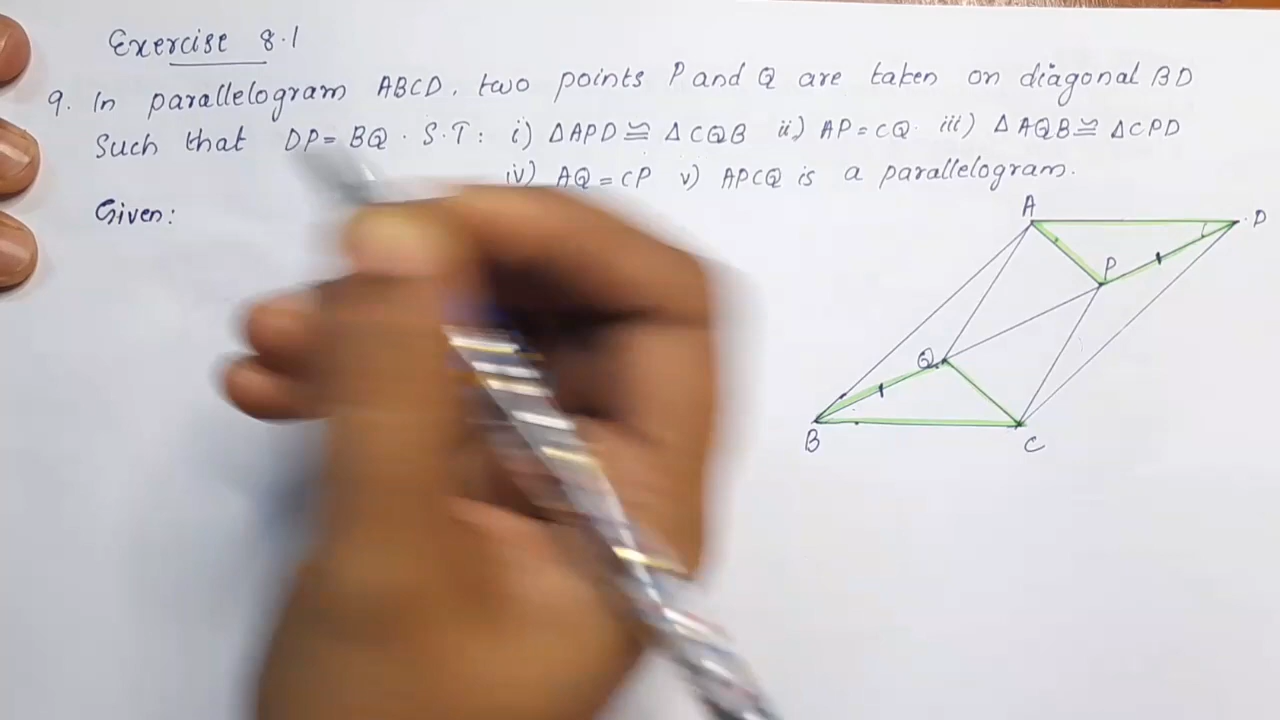 Exercise 8.1
9. In parallelogram ABCD, two points P and Q are taken on diagonal BD
Such that DP = BQ. S.T: i) ΔAPD ≅ ΔCQB ii) AP = CQ. iii) ΔAQB ≅ ΔCPD
iv) AQ = CP v) APCQ is a parallelogram.
Given:
A
D
P
Q
B
C